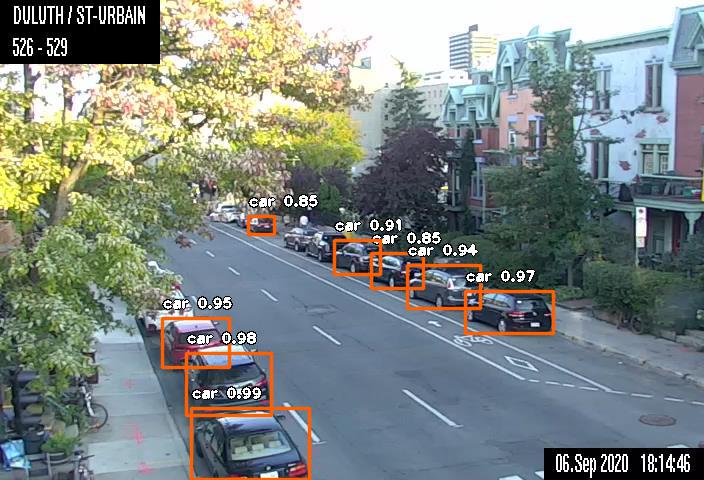 DULUTH / ST-URBAIN
526 - 529
car 0.85
car 0.91
car 0.85
car 0.94
car 0.97
car 0.95
car 0.98
car 0.99
06.Sep 2020 18:14:46